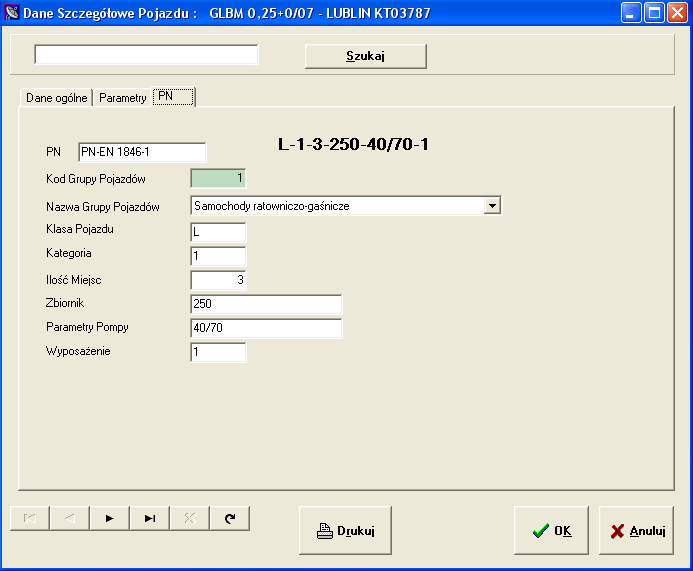 Dane Szczegółowe Pojazdu :    GLBM 0,25+0/07 - LUBLIN KT03787
Szukaj
Dane ogólne Parametry PN
L-1-3-250-40/70-1
PN PN-EN 1846-1
Kod Grupy Pojazdów 1
Nazwa Grupy Pojazdów Samochody ratowniczo-gaśnicze
Klasa Pojazdu L
Kategoria 1
Ilość Miejsc 3
Zbiornik 250
Parametry Pompy 40/70
Wyposażenie 1
Drukuj OK Anuluj